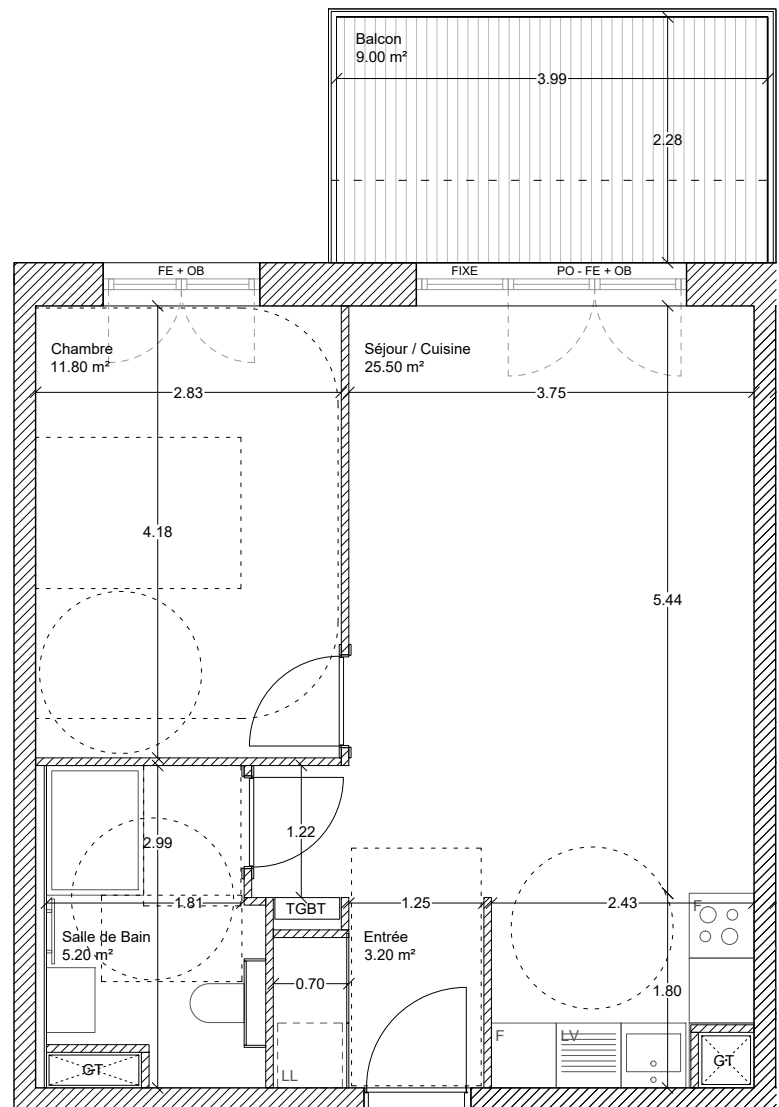 Balcon
9.00 m²
3.99
2.28
FE + OB
FIXE
PO - FE + OB
Chambre
11.80 m²
Séjour / Cuisine
25.50 m²
2.83
3.75
4.18
5.44
1.22
2.99
1.81
TGBT
1.25
2.43
F
Salle de Bain
5.20 m²
Entrée
3.20 m²
0.70
1.80
F
LV
GT
GT
LL